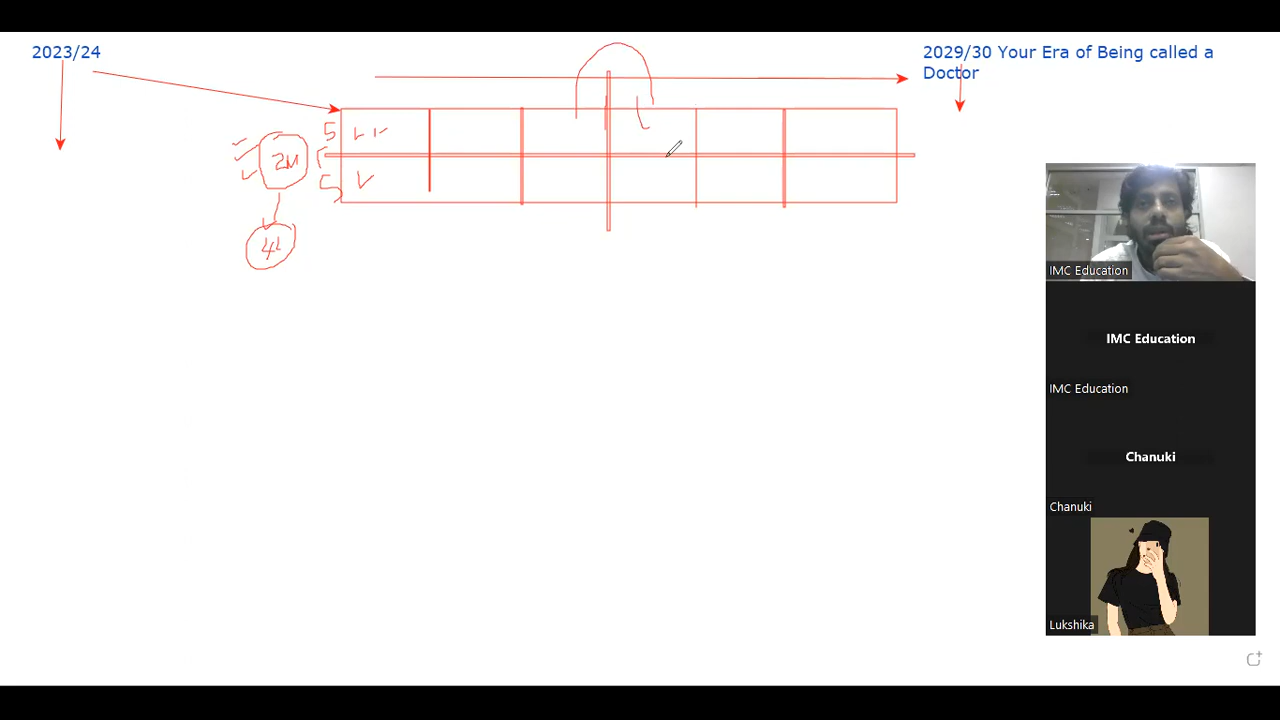 2023/24
2029/30 Your Era of Being called a
Doctor
5
2M
5
4L
IMC Education
IMC Education
IMC Education
Chanuki
Chanuki
Lukshika